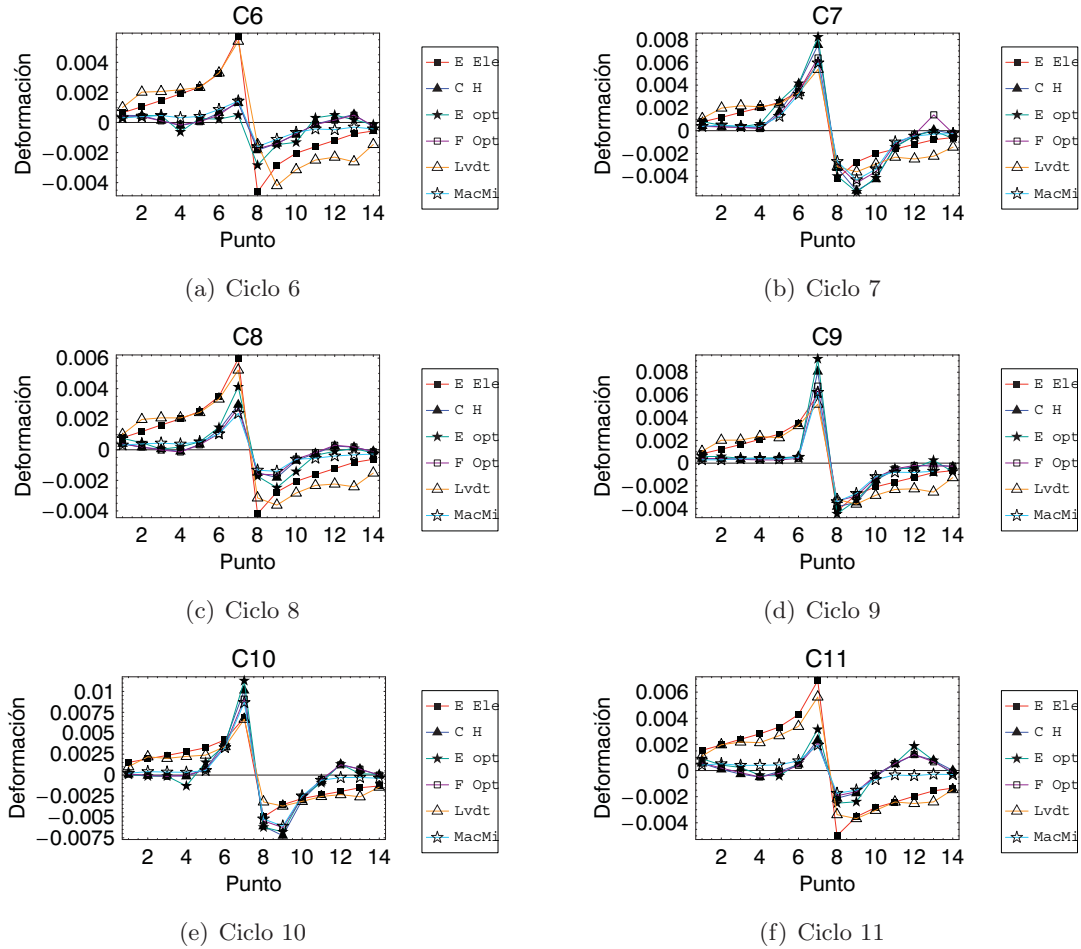 C6
Deformación
0.004
0.002
0
−0.002
−0.004
2 4 6 8 10 12 14
Punto
E Ele
C H
E opt
F Opt
Lvdt
MacMi
(a) Ciclo 6
C7
Deformación
0.008
0.006
0.004
0.002
0
−0.002
−0.004
2 4 6 8 10 12 14
Punto
E Ele
C H
E opt
F Opt
Lvdt
MacMi
(b) Ciclo 7
C8
Deformación
0.006
0.004
0.002
0
−0.002
−0.004
2 4 6 8 10 12 14
Punto
E Ele
C H
E opt
F Opt
Lvdt
MacMi
(c) Ciclo 8
C9
Deformación
0.008
0.006
0.004
0.002
0
−0.002
−0.004
2 4 6 8 10 12 14
Punto
E Ele
C H
E opt
F Opt
Lvdt
MacMi
(d) Ciclo 9
C10
Deformación
0.01
0.0075
0.005
0.0025
0
−0.0025
−0.005
−0.0075
2 4 6 8 10 12 14
Punto
E Ele
C H
E opt
F Opt
Lvdt
MacMi
(e) Ciclo 10
C11
Deformación
0.006
0.004
0.002
0
−0.002
−0.004
2 4 6 8 10 12 14
Punto
E Ele
C H
E opt
F Opt
Lvdt
MacMi
(f) Ciclo 11